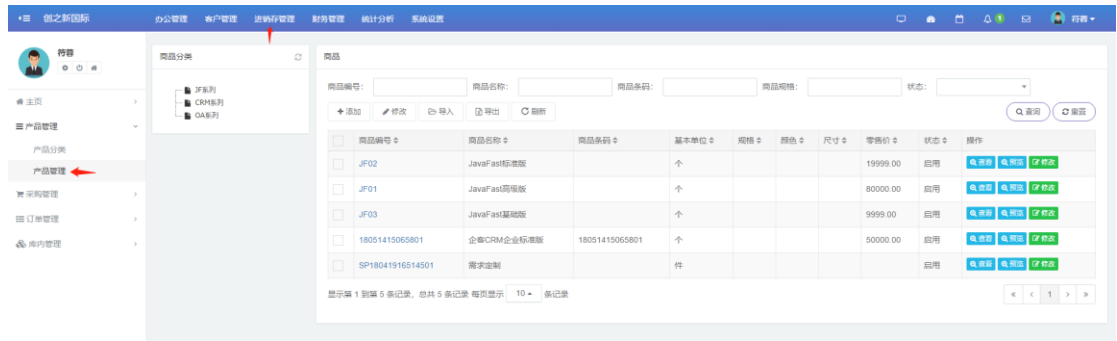 创之新国际 办公管理 客户管理 进销存管理 财务管理 统计分析 系统设置 1 符蓉
符蓉
主页
产品管理
产品分类
产品管理
采购管理
订单管理
库内管理
商品分类
JF系列
CRM系列
OA系列
商品
商品编号: 商品名称: 商品条码: 商品规格: 状态:
添加 修改 导入 导出 刷新 查询 重置
商品编号 商品名称 商品条码 基本单位 规格 颜色 尺寸 零售价 状态 操作
JF02 JavaFast标准版 个 19999.00 启用 查看 预览 修改
JF01 JavaFast高级版 个 80000.00 启用 查看 预览 修改
JF03 JavaFast基础版 个 9999.00 启用 查看 预览 修改
18051415065801 企客CRM企业标准版 18051415065801 个 50000.00 启用 查看 预览 修改
SP18041916514501 需求定制 件 启用 查看 预览 修改
显示第 1 到第 5 条记录，总共 5 条记录 每页显示 10 条记录 « ‹ 1 › »